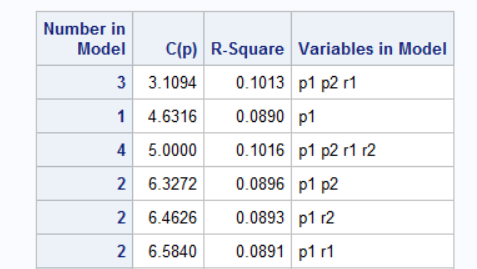 Number in
Model C(p) R-Square Variables in Model
3 3.1094 0.1013 p1 p2 r1
1 4.6316 0.0890 p1
4 5.0000 0.1016 p1 p2 r1 r2
2 6.3272 0.0896 p1 p2
2 6.4626 0.0893 p1 r2
2 6.5840 0.0891 p1 r1